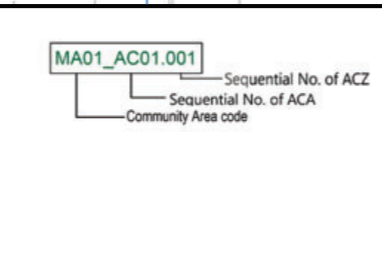 MA01_AC01.001
Sequential No. of ACZ
Sequential No. of ACA
Community Area code